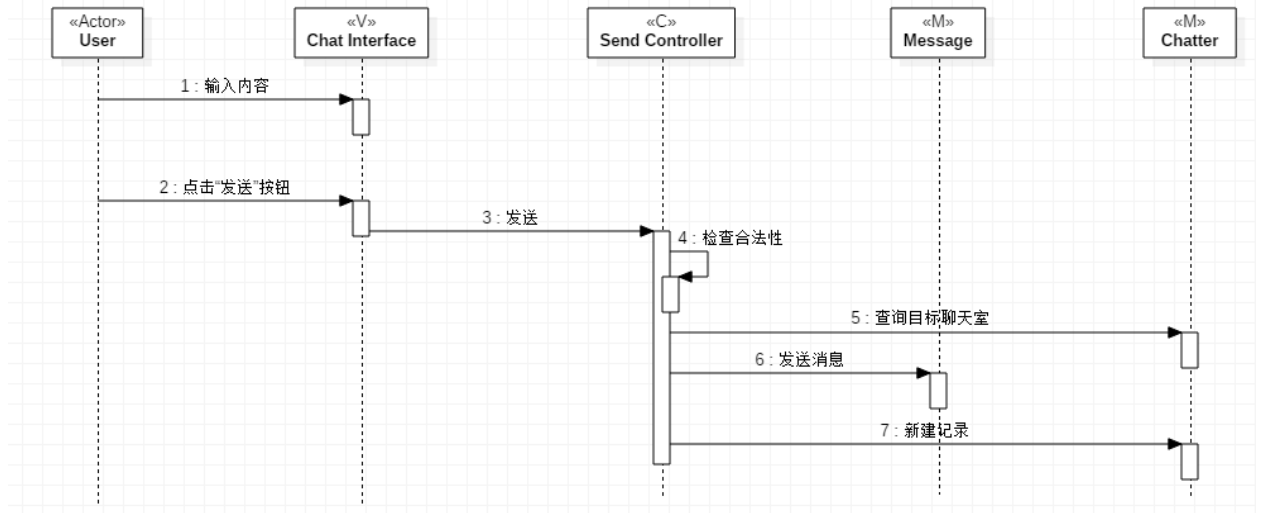 «Actor»
User
«V»
Chat Interface
«C»
Send Controller
«M»
Message
«M»
Chatter
1 : 输入内容
2 : 点击“发送”按钮
3 : 发送
4 : 检查合法性
5 : 查询目标聊天室
6 : 发送消息
7 : 新建记录